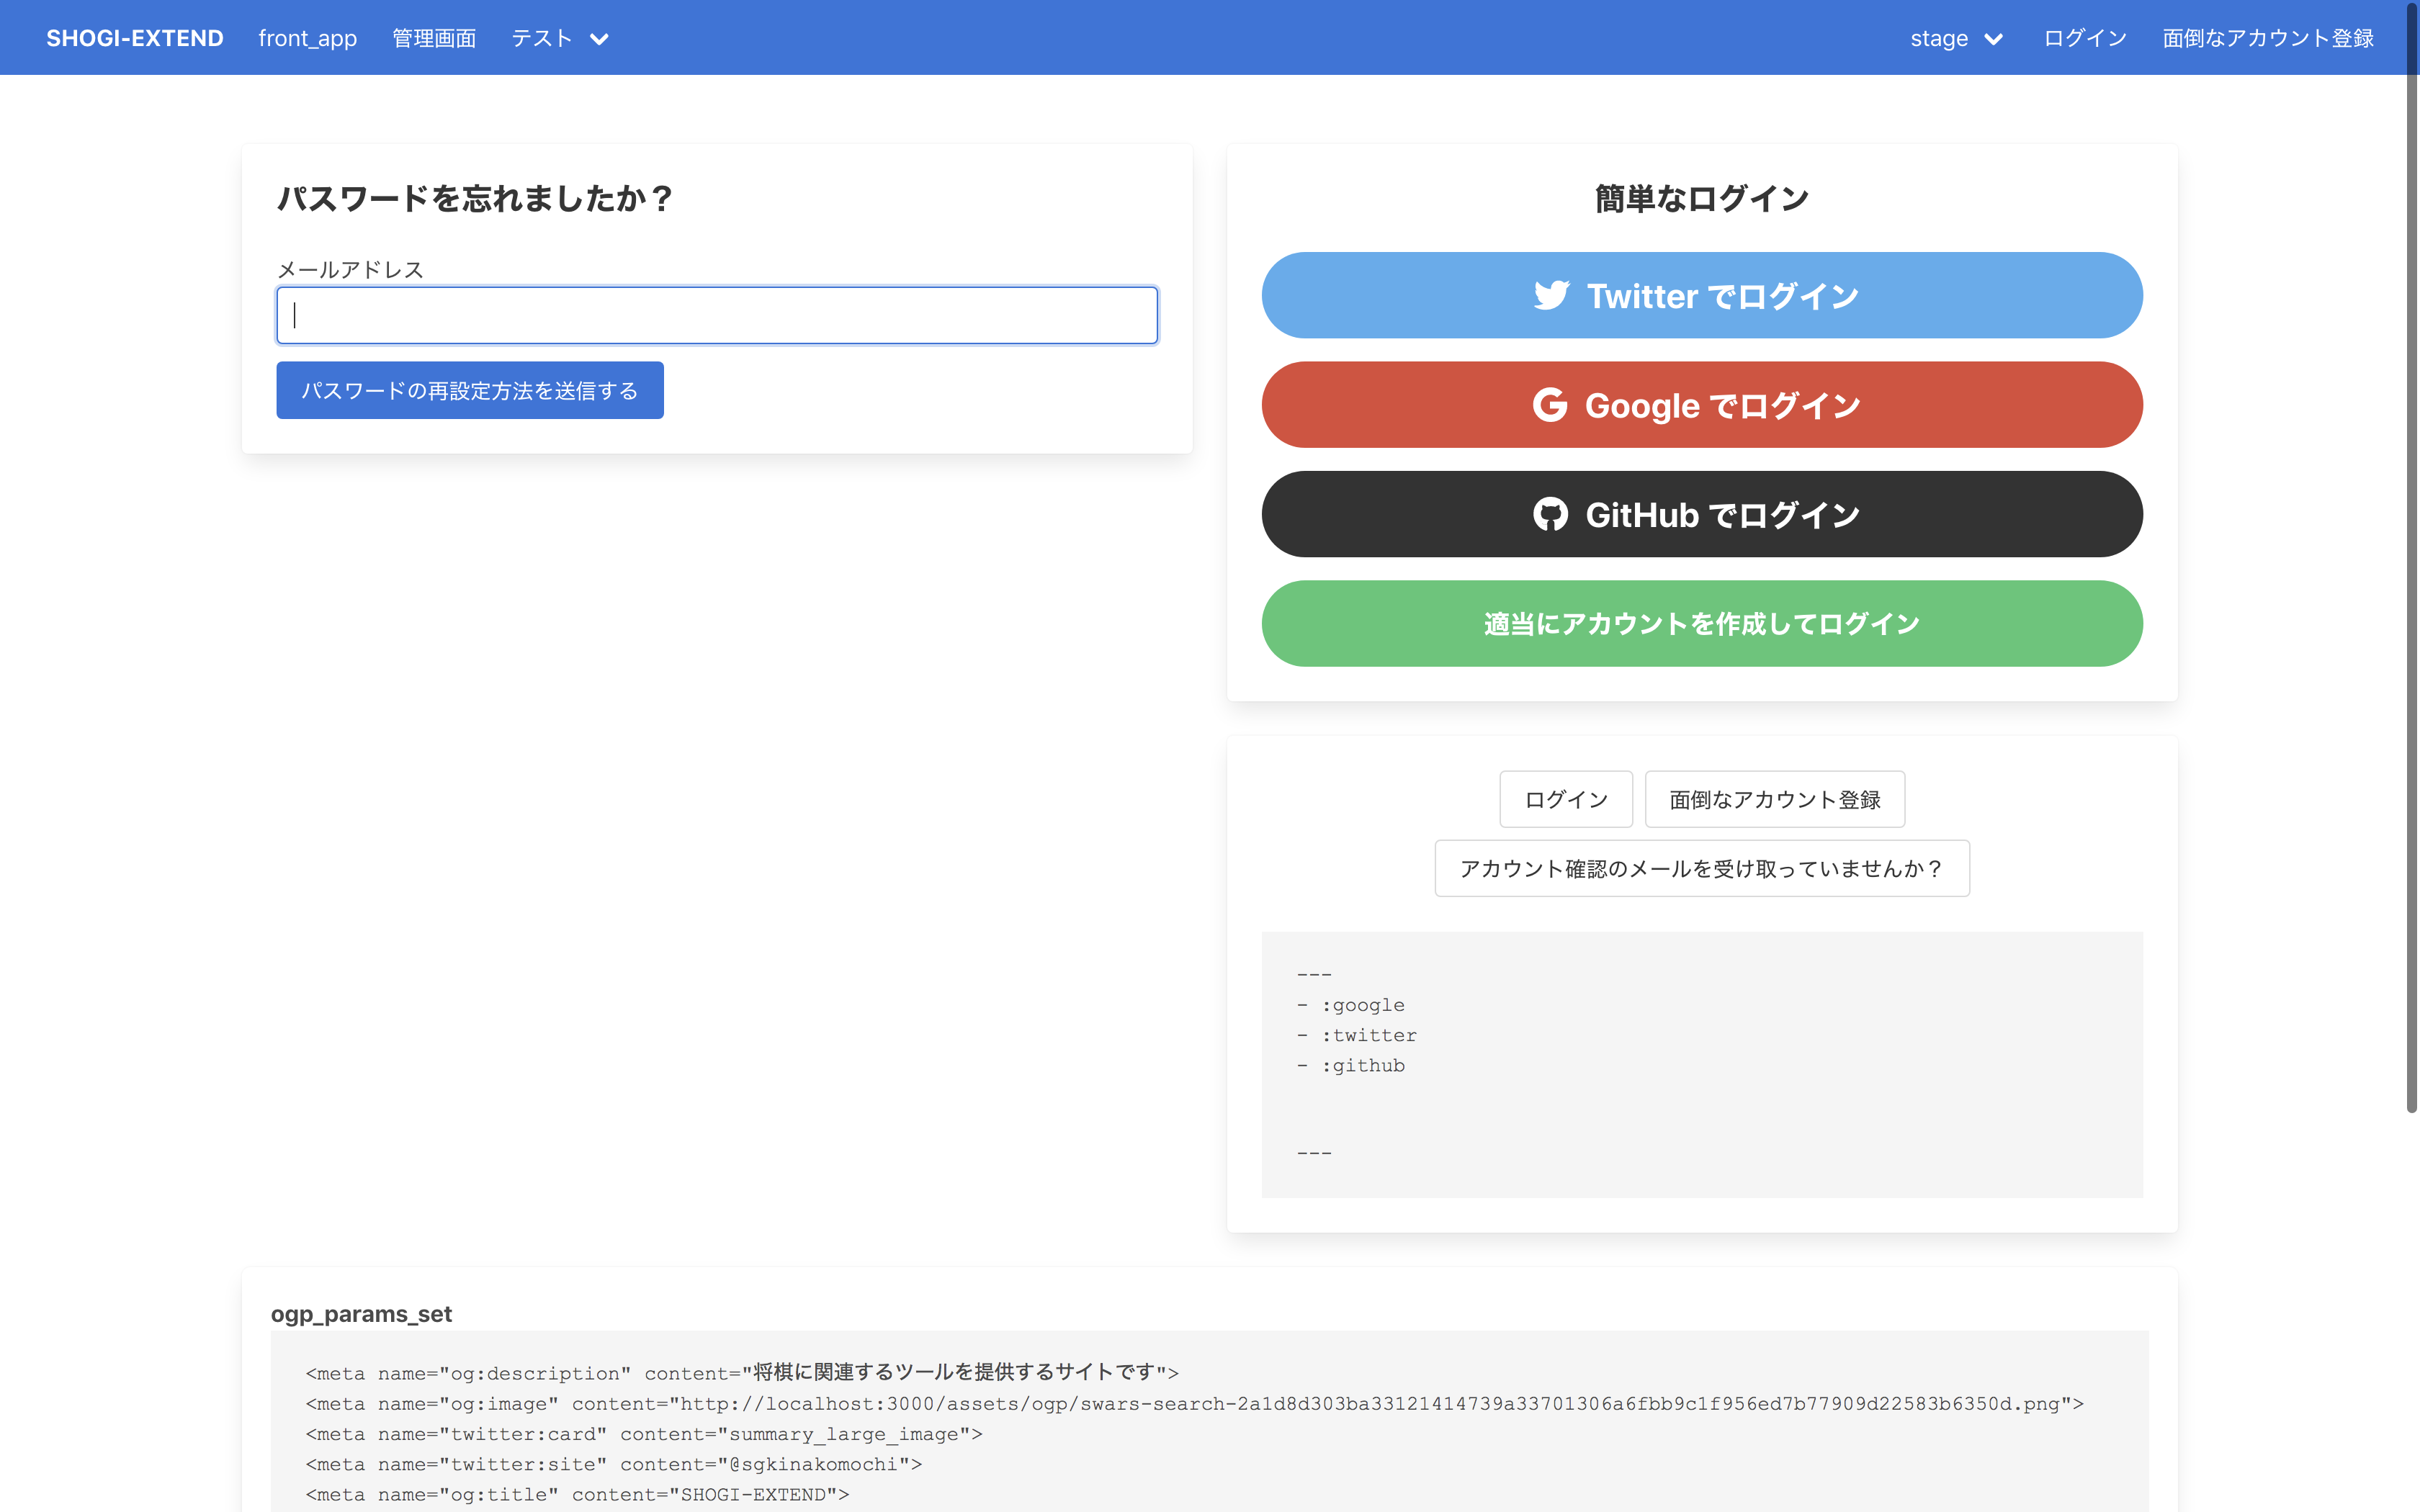 SHOGI-EXTEND front_app 管理画面 テスト stage ログイン 面倒なアカウント登録
パスワードを忘れましたか？
メールアドレス
パスワードの再設定方法を送信する
簡単なログイン
Twitter でログイン
Google でログイン
GitHub でログイン
適当にアカウントを作成してログイン
ログイン 面倒なアカウント登録
アカウント確認のメールを受け取っていませんか？
---
- :google
- :twitter
- :github
---
ogp_params_set
<meta name="og:description" content="将棋に関連するツールを提供するサイトです">
<meta name="og:image" content="http://localhost:3000/assets/ogp/swars-search-2a1d8d303ba33121414739a33701306a6fbb9c1f956ed7b77909d22583b6350d.png">
<meta name="twitter:card" content="summary_large_image">
<meta name="twitter:site" content="@sgkinakomochi">
<meta name="og:title" content="SHOGI-EXTEND">